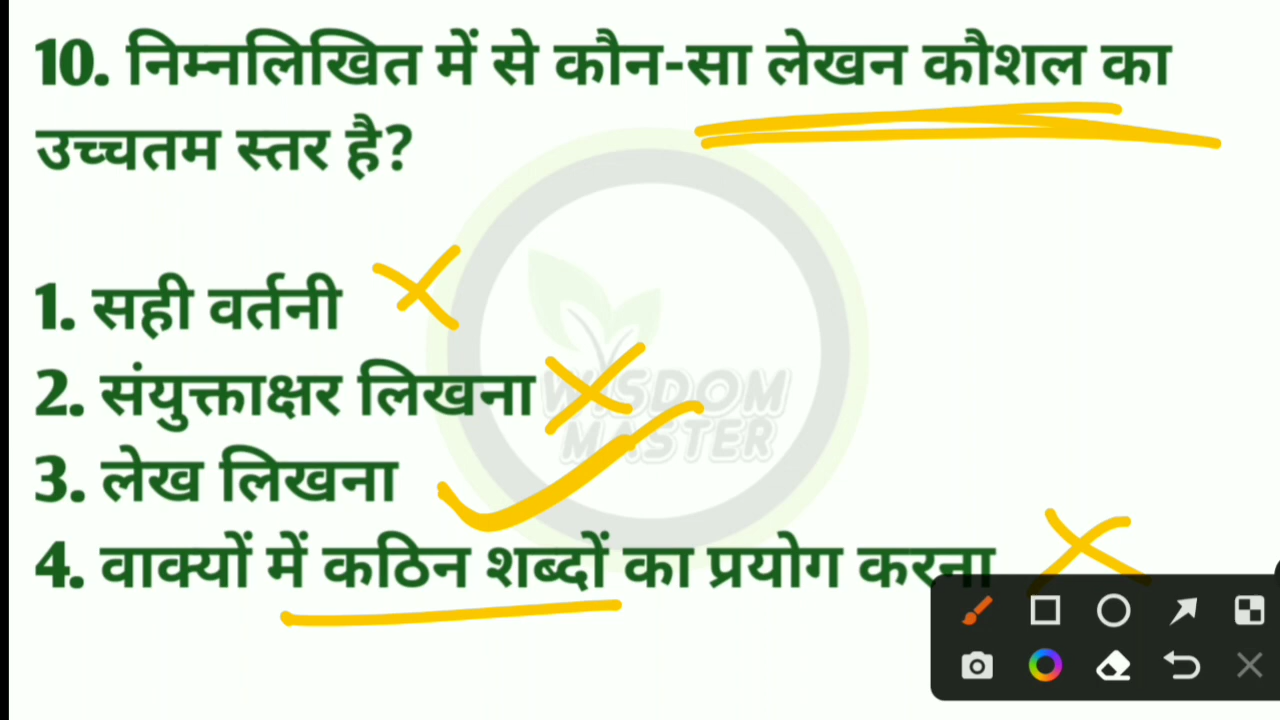 10. निम्नलिखित में से कौन-सा लेखन कौशल का
उच्चतम स्तर है?
1. सही वर्तनी
2. संयुक्ताक्षर लिखना
3. लेख लिखना
4. वाक्यों में कठिन शब्दों का प्रयोग करना
WISDOM
MASTER